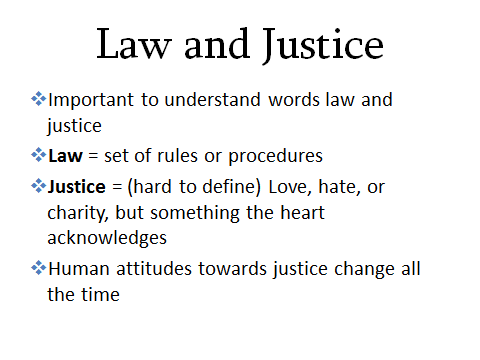 Law and Justice
❖Important to understand words law and
justice
❖Law = set of rules or procedures
❖Justice = (hard to define) Love, hate, or
charity, but something the heart
acknowledges
❖Human attitudes towards justice change all
the time